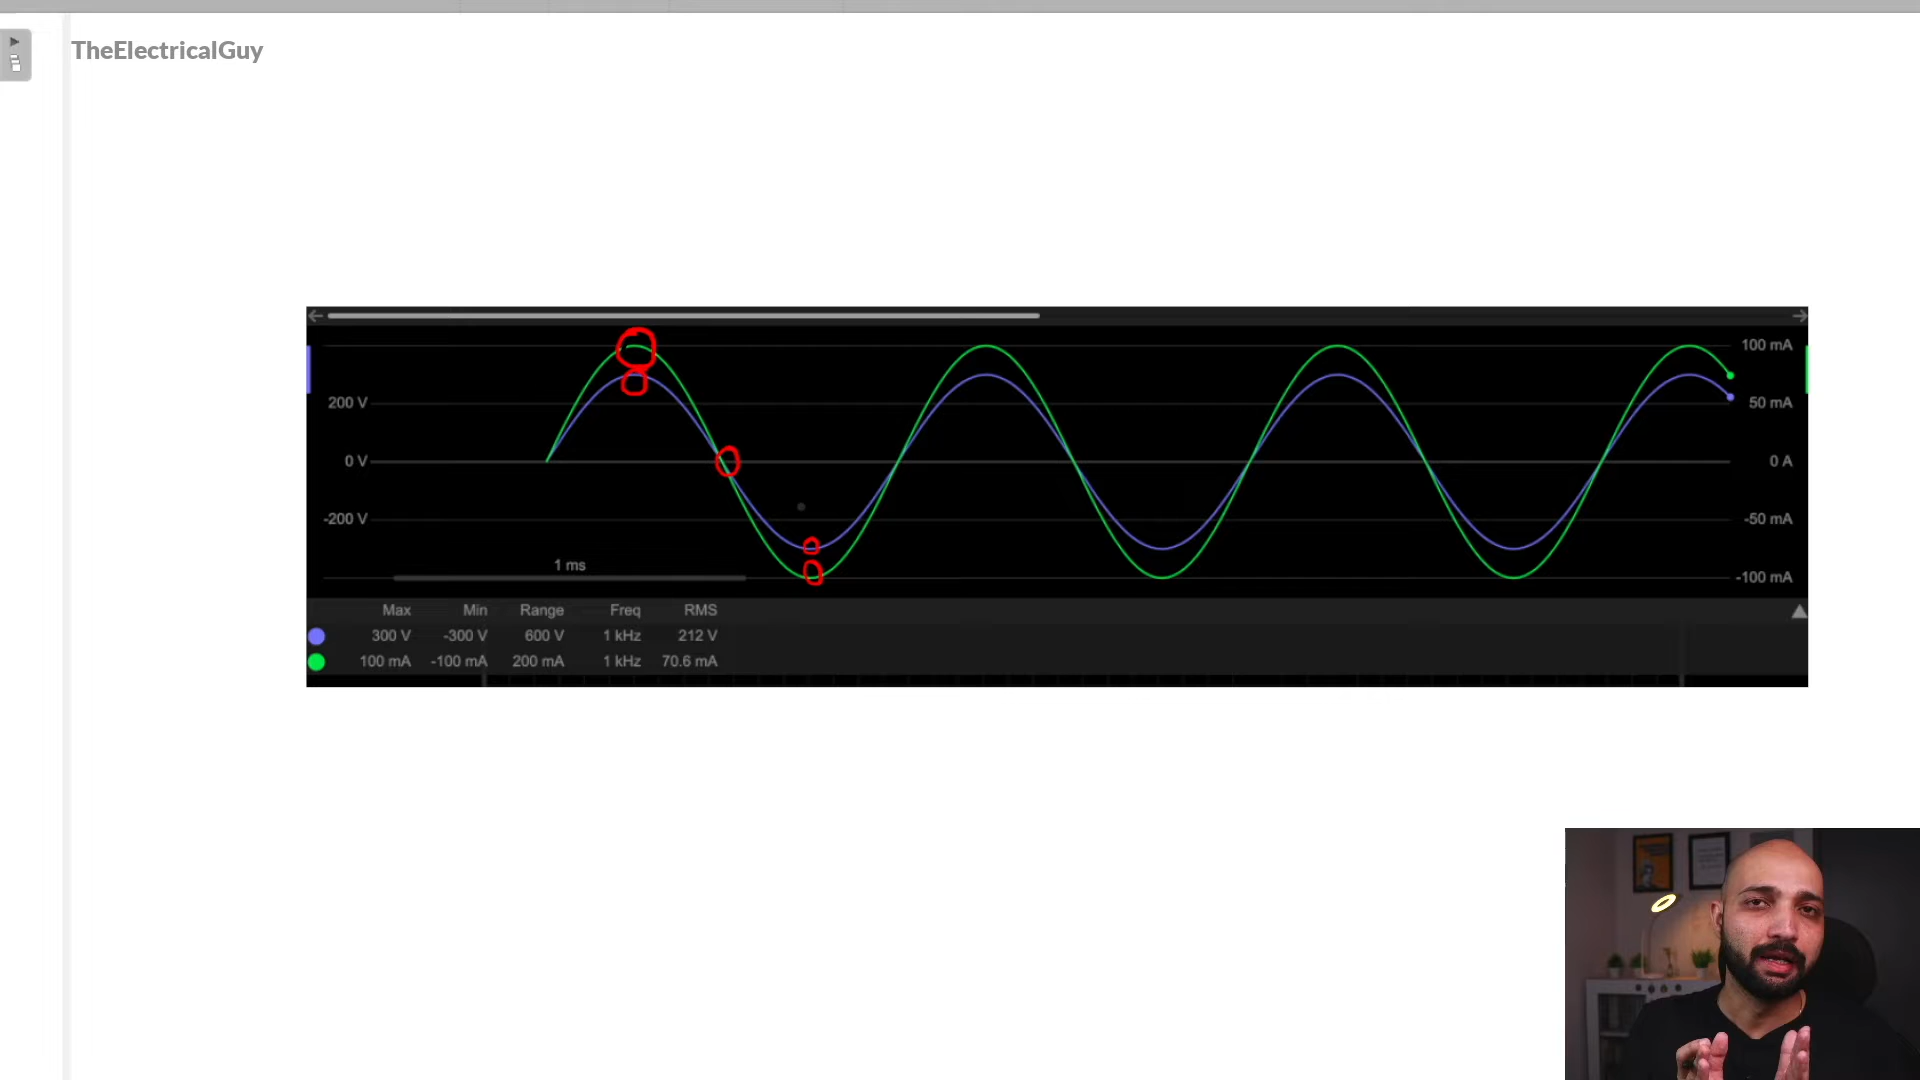 TheElectricalGuy
100 mA
200 V 50 mA
0 V 0 A
-200 V -50 mA
1 ms
-100 mA
Max Min Range Freq RMS
300 V -300 V 600 V 1 kHz 212 V
100 mA -100 mA 200 mA 1 kHz 70.6 mA